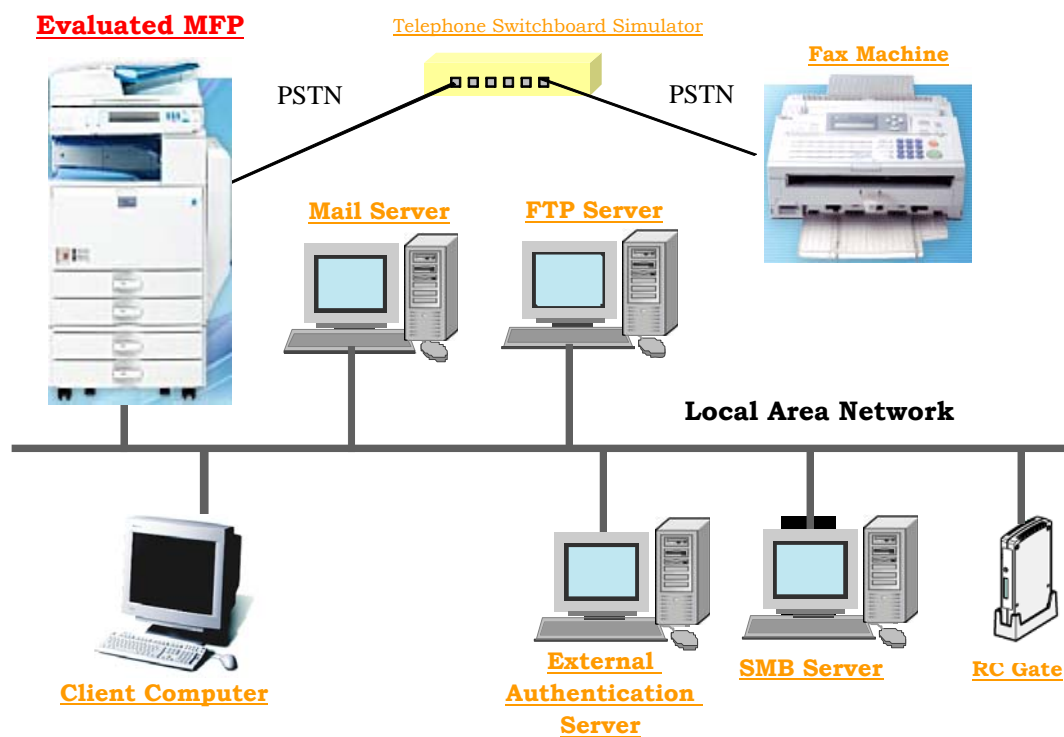 Evaluated MFP
Telephone Switchboard Simulator
Fax Machine
PSTN
PSTN
Mail Server
FTP Server
Local Area Network
Client Computer
External
Authentication
Server
SMB Server
RC Gate